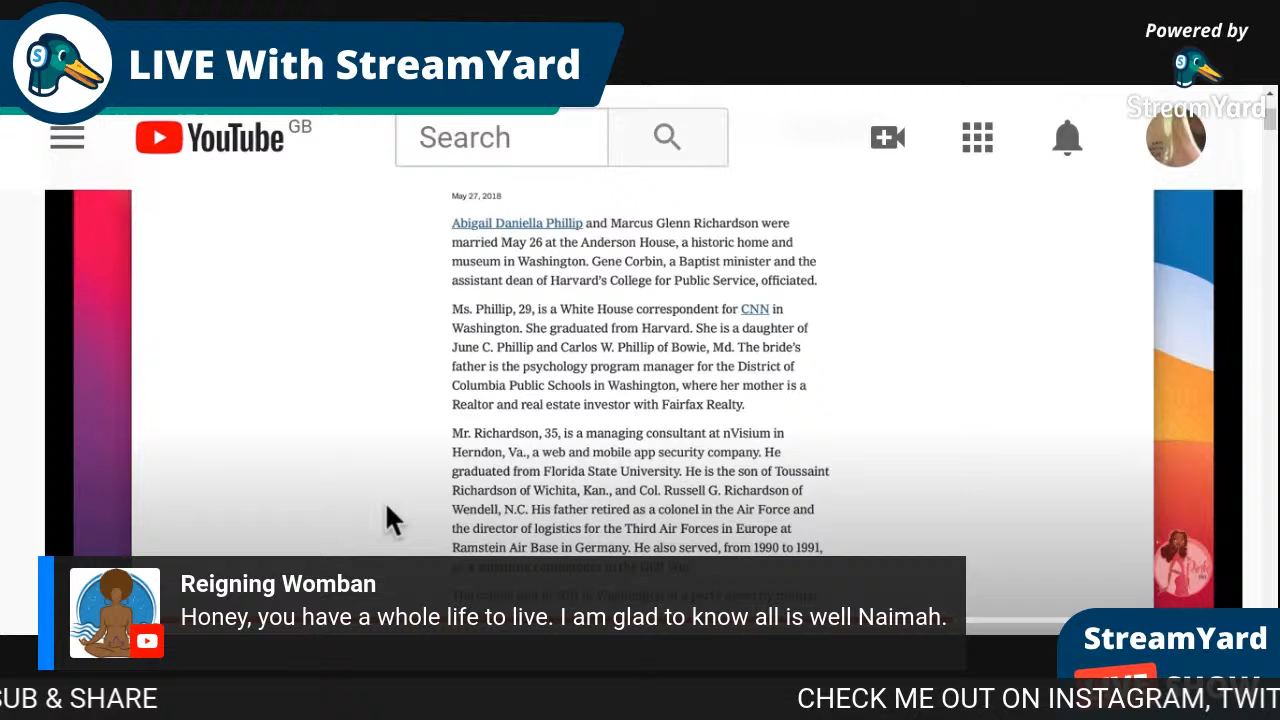 LIVE With StreamYard
Powered by
StreamYard
YouTube GB
Search
May 27, 2018
Abigail Daniella Phillip and Marcus Glenn Richardson were
married May 26 at the Anderson House, a historic home and
museum in Washington. Gene Corbin, a Baptist minister and the
assistant dean of Harvard's College for Public Service, officiated.
Ms. Phillip, 29, is a White House correspondent for CNN in
Washington. She graduated from Harvard. She is a daughter of
June C. Phillip and Carlos W. Phillip of Bowie, Md. The bride's
father is the psychology program manager for the District of
Columbia Public Schools in Washington, where her mother is a
Realtor and real estate investor with Fairfax Realty.
Mr. Richardson, 35, is a managing consultant at nVisium in
Herndon, Va., a web and mobile app security company. He
graduated from Florida State University. He is the son of Toussaint
Richardson of Wichita, Kan., and Col. Russell G. Richardson of
Wendell, N.C. His father retired as a colonel in the Air Force and
the director of logistics for the Third Air Forces in Europe at
Ramstein Air Base in Germany. He also served, from 1990 to 1991,
Reigning Womban
Honey, you have a whole life to live. I am glad to know all is well Naimah.
StreamYard
LIVE SHOW
SUB & SHARE
CHECK ME OUT ON INSTAGRAM, TWIT